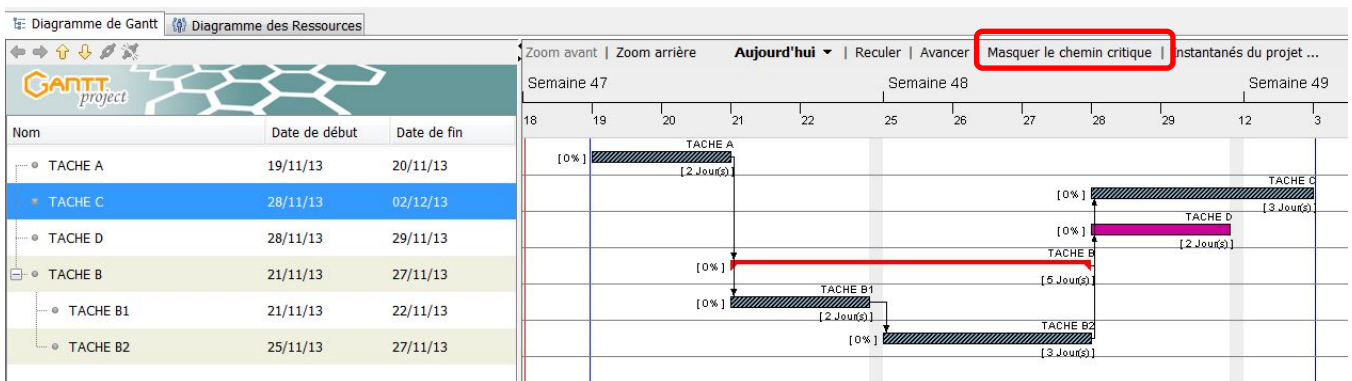 Diagramme de Gantt Diagramme des Ressources
Zoom avant | Zoom arrière Aujourd'hui | Reculer | Avancer Masquer le chemin critique | Instantanés du projet ...
GANTT project
Semaine 47 Semaine 48 Semaine 49
18 19 20 21 22 25 26 27 28 29 12 3
Nom Date de début Date de fin
TACHE A 19/11/13 20/11/13
TACHE C 28/11/13 02/12/13
TACHE D 28/11/13 29/11/13
TACHE B 21/11/13 27/11/13
TACHE B1 21/11/13 22/11/13
TACHE B2 25/11/13 27/11/13
TACHE A
[0%]
[2 Jour(s)]
TACHE C
[0%]
[3 Jour(s)]
TACHE D
[0%]
[2 Jour(s)]
TACHE B
[0%]
[5 Jour(s)]
TACHE B1
[0%]
[2 Jour(s)]
TACHE B2
[0%]
[3 Jour(s)]